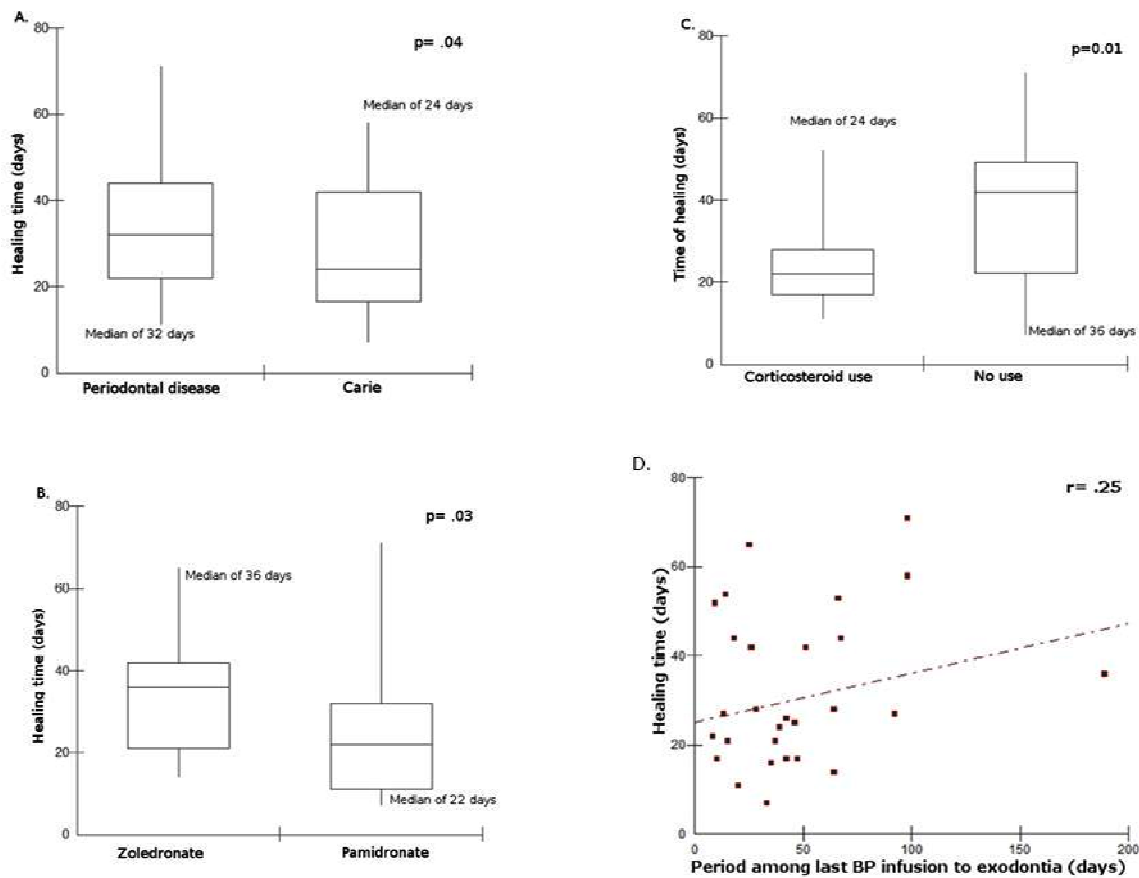 A.
80
p= .04
Median of 24 days
60
Healing time (days)
40
20
Median of 32 days
0
Periodontal disease
Carie
C.
80
p=0.01
Median of 24 days
60
Time of healing (days)
40
20
Median of 36 days
0
Corticosteroid use
No use
B.
80
p= .03
Median of 36 days
60
Healing time (days)
40
20
Median of 22 days
0
Zoledronate
Pamidronate
D.
80
r= .25
60
Healing time (days)
40
20
0
0 50 100 150 200
Period among last BP infusion to exodontia (days)